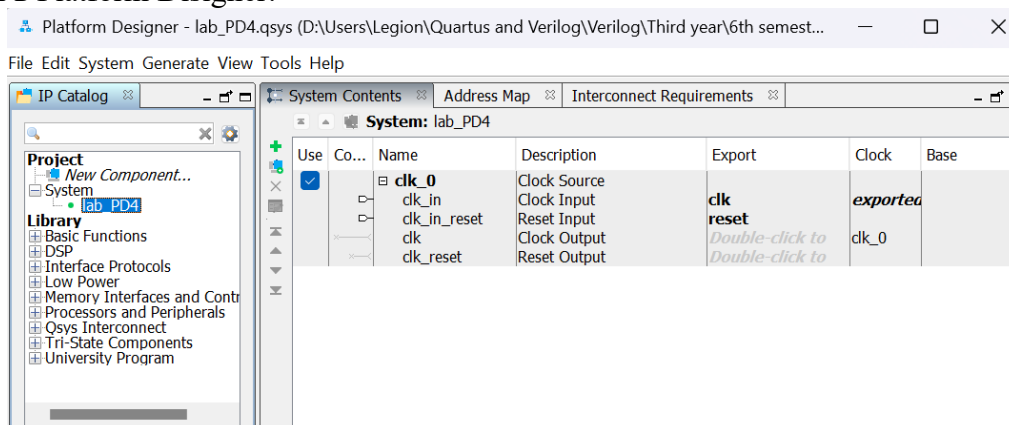 Platform Designer - lab_PD4.qsys (D:\Users\Legion\Quartus and Verilog\Verilog\Third year\6th semest...
File Edit System Generate View Tools Help
IP Catalog
Project
New Component...
System
lab_PD4
Library
Basic Functions
DSP
Interface Protocols
Low Power
Memory Interfaces and Contr
Processors and Peripherals
Qsys Interconnect
Tri-State Components
University Program
System Contents Address Map Interconnect Requirements
System: lab_PD4
Use Co... Name Description Export Clock Base
clk_0 Clock Source
clk_in Clock Input clk exported
clk_in_reset Reset Input reset
clk Clock Output Double-click to clk_0
clk_reset Reset Output Double-click to